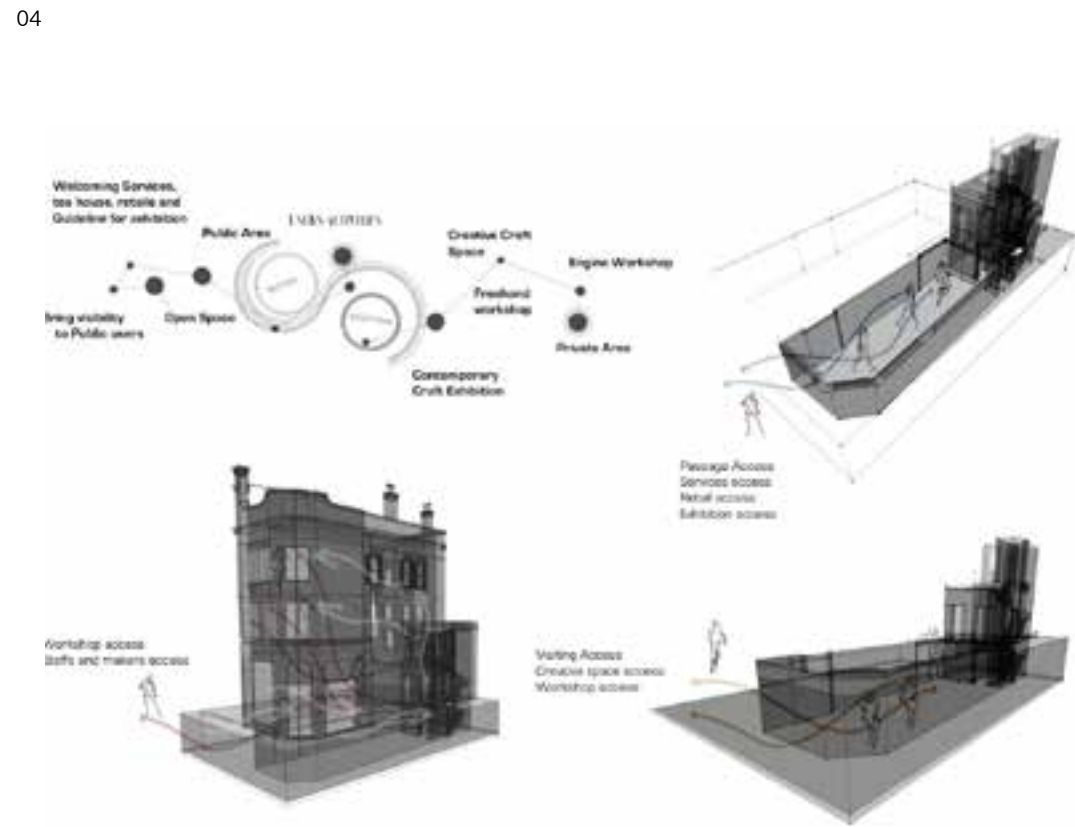 04
Welcoming Services,
tea house, retails and
Guideline for exhibition
Public Area
Creative Craft
Space
Engine Workshop
Freehand
workshop
Open Space
Bring visibility
to Public users
Private Area
Contemporary
Craft Exhibition
Passage Access
Services access
Retail access
Exhibition access
Workshop access
Staffs and makers access
Visiting Access
Creative space access
Workshop access